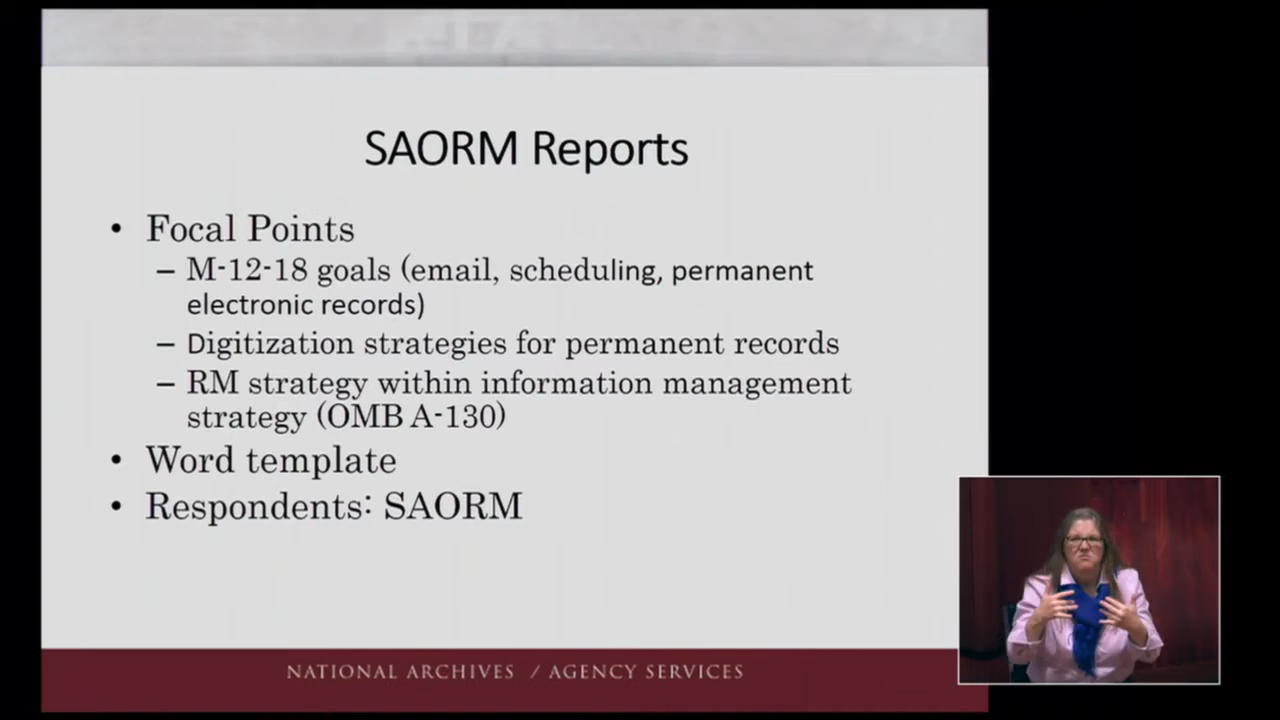 SAORM Reports
• Focal Points
– M-12-18 goals (email, scheduling, permanent
electronic records)
– Digitization strategies for permanent records
– RM strategy within information management
strategy (OMB A-130)
• Word template
• Respondents: SAORM
NATIONAL ARCHIVES / AGENCY SERVICES